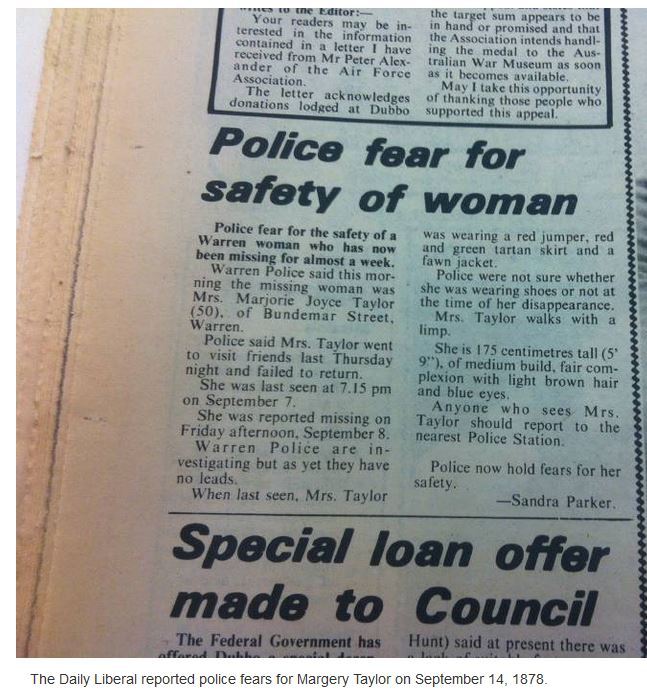 Writes to the Editor:—
Your readers may be in-
terested in the information
contained in a letter I have
received from Mr Peter Alex-
ander of the Air Force
Association.
The letter acknowledges
donations lodged at Dubbo
the target sum appears to be
in hand or promised and that
the Association intends handl-
ing the medal to the Aus-
tralian War Museum as soon
as it becomes available.
May I take this opportunity
of thanking those people who
supported this appeal.
Police fear for
safety of woman
Police fear for the safety of a
Warren woman who has now
been missing for almost a week.
Warren Police said this mor-
ning the missing woman was
Mrs. Marjorie Joyce Taylor
(50), of Bundemar Street,
Warren.
Police said Mrs. Taylor went
to visit friends last Thursday
night and failed to return.
She was last seen at 7.15 pm
on September 7.
She was reported missing on
Friday afternoon, September 8.
Warren Police are in-
vestigating but as yet they have
no leads.
When last seen, Mrs. Taylor
was wearing a red jumper, red
and green tartan skirt and a
fawn jacket.
Police were not sure whether
she was wearing shoes or not at
the time of her disappearance.
Mrs. Taylor walks with a
limp.
She is 175 centimetres tall (5'
9"), of medium build, fair com-
plexion with light brown hair
and blue eyes.
Anyone who sees Mrs.
Taylor should report to the
nearest Police Station.
Police now hold fears for her
safety.
—Sandra Parker.
Special loan offer
made to Council
The Federal Government has
offered Dubbo a special
Hunt) said at present there was
The Daily Liberal reported police fears for Margery Taylor on September 14, 1878.